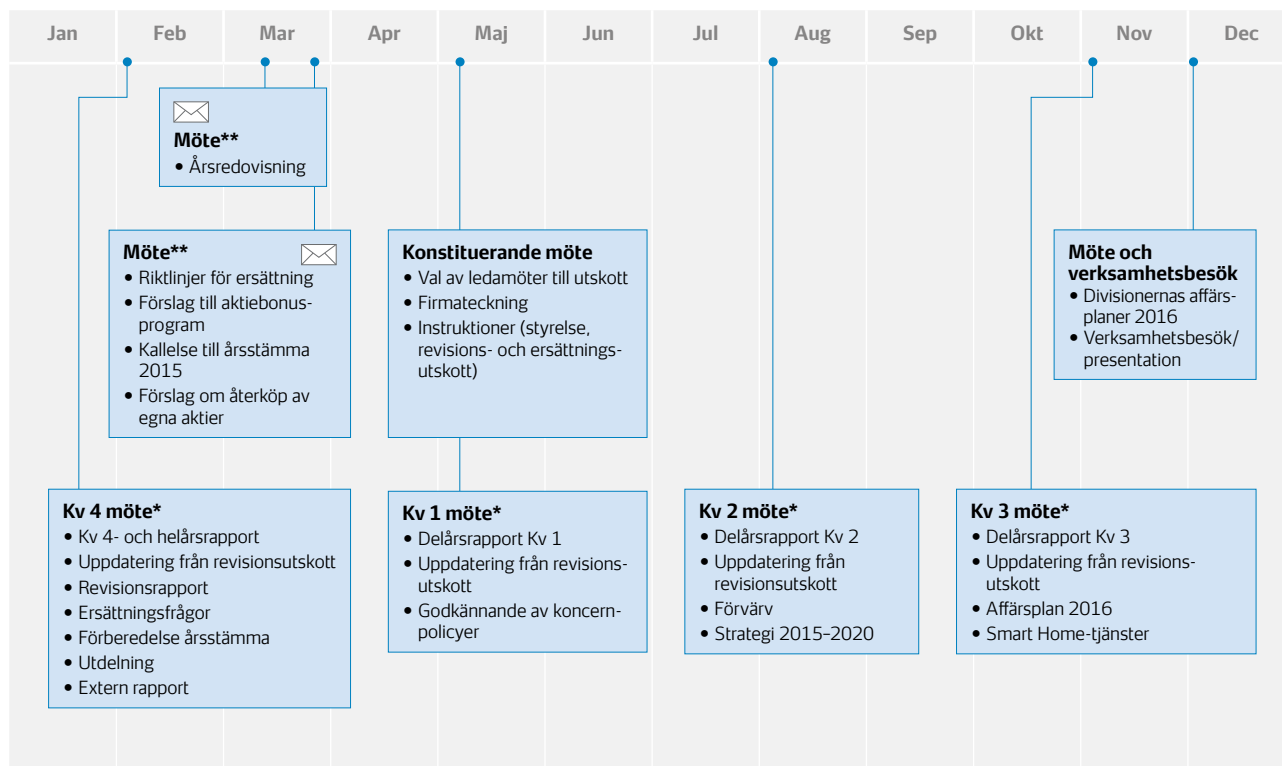 Jan Feb Mar Apr Maj Jun Jul Aug Sep Okt Nov Dec
Möte**
• Årsredovisning
Möte**
• Riktlinjer för ersättning
• Förslag till aktiebonus-
program
• Kallelse till årsstämma
2015
• Förslag om återköp av
egna aktier
Konstituerande möte
• Val av ledamöter till utskott
• Firmateckning
• Instruktioner (styrelse,
revisions- och ersättnings-
utskott)
Möte och
verksamhetsbesök
• Divisionernas affärs-
planer 2016
• Verksamhetsbesök/
presentation
Kv 4 möte*
• Kv 4- och helårsrapport
• Uppdatering från revisionsutskott
• Revisionsrapport
• Ersättningsfrågor
• Förberedelse årsstämma
• Utdelning
• Extern rapport
Kv 1 möte*
• Delårsrapport Kv 1
• Uppdatering från revisions-
utskott
• Godkännande av koncern-
policyer
Kv 2 möte*
• Delårsrapport Kv 2
• Uppdatering från
revisionsutskott
• Förvärv
• Strategi 2015–2020
Kv 3 möte*
• Delårsrapport Kv 3
• Uppdatering från revisions-
utskott
• Affärsplan 2016
• Smart Home-tjänster